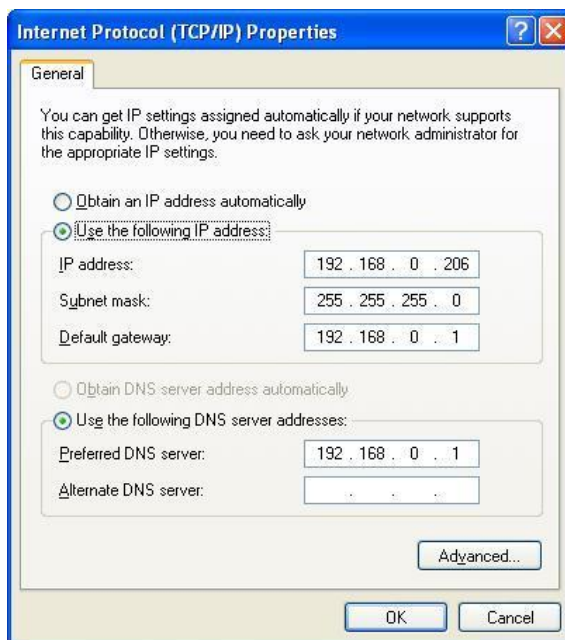 Internet Protocol (TCP/IP) Properties
General
You can get IP settings assigned automatically if your network supports
this capability. Otherwise, you need to ask your network administrator for
the appropriate IP settings.
Obtain an IP address automatically
Use the following IP address:
IP address: 192 . 168 . 0 . 206
Subnet mask: 255 . 255 . 255 . 0
Default gateway: 192 . 168 . 0 . 1
Obtain DNS server address automatically
Use the following DNS server addresses:
Preferred DNS server: 192 . 168 . 0 . 1
Alternate DNS server: . . .
Advanced...
OK Cancel